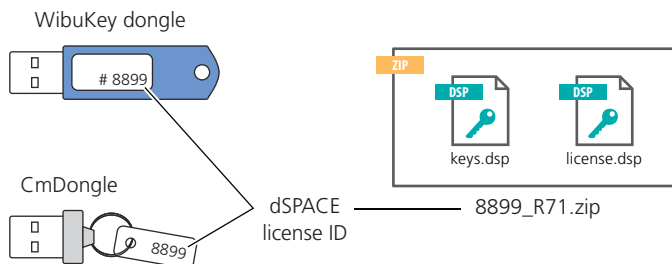 WibuKey dongle
# 8899
ZIP
DSP
DSP
keys.dsp
license.dsp
CmDongle
8899
dSPACE
license ID
8899_R71.zip